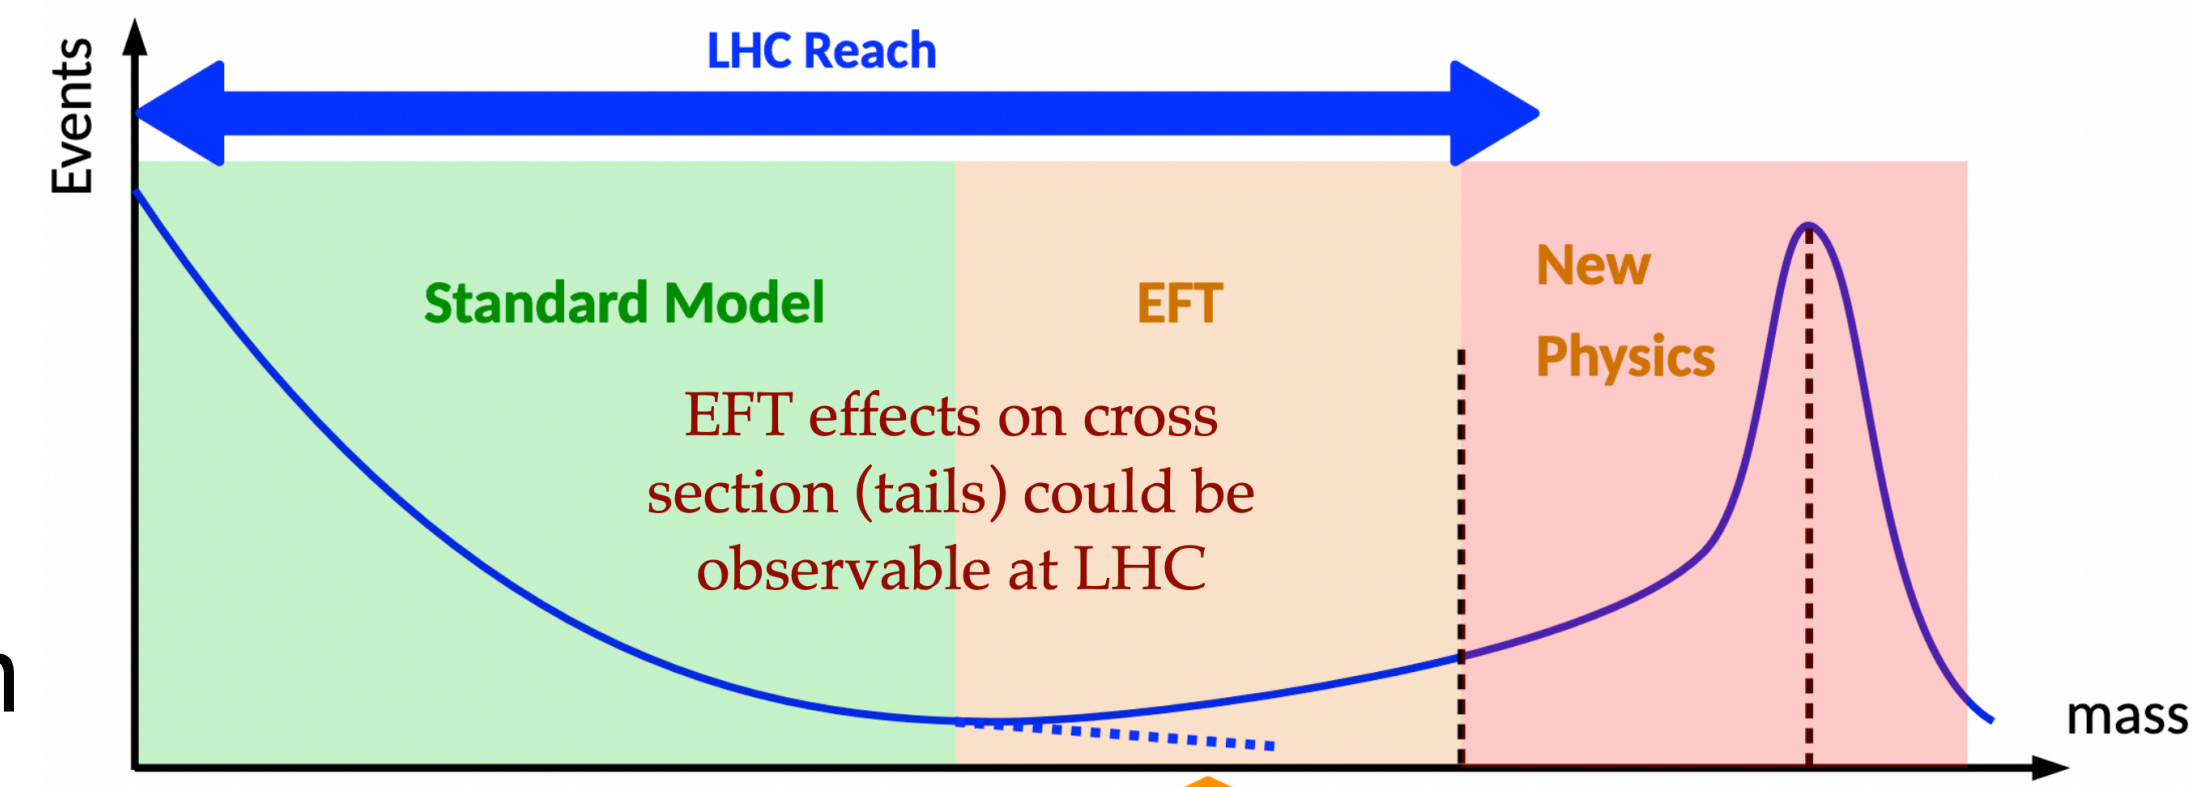 Events
LHC Reach
Standard Model
EFT
New
Physics
EFT effects on cross
section (tails) could be
observable at LHC
n
mass